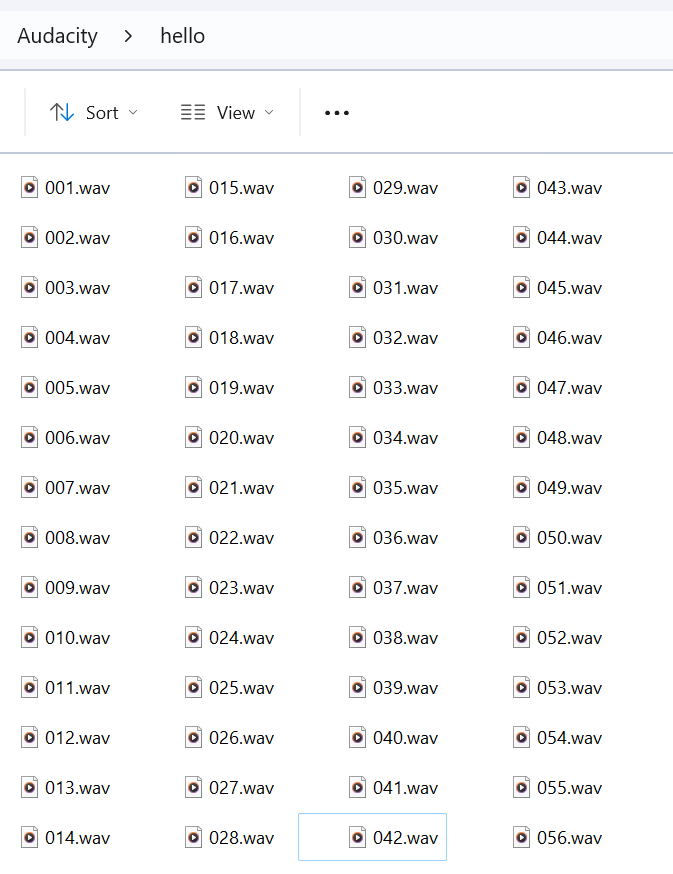 Audacity > hello
Sort View ...
001.wav 015.wav 029.wav 043.wav
002.wav 016.wav 030.wav 044.wav
003.wav 017.wav 031.wav 045.wav
004.wav 018.wav 032.wav 046.wav
005.wav 019.wav 033.wav 047.wav
006.wav 020.wav 034.wav 048.wav
007.wav 021.wav 035.wav 049.wav
008.wav 022.wav 036.wav 050.wav
009.wav 023.wav 037.wav 051.wav
010.wav 024.wav 038.wav 052.wav
011.wav 025.wav 039.wav 053.wav
012.wav 026.wav 040.wav 054.wav
013.wav 027.wav 041.wav 055.wav
014.wav 028.wav 042.wav 056.wav